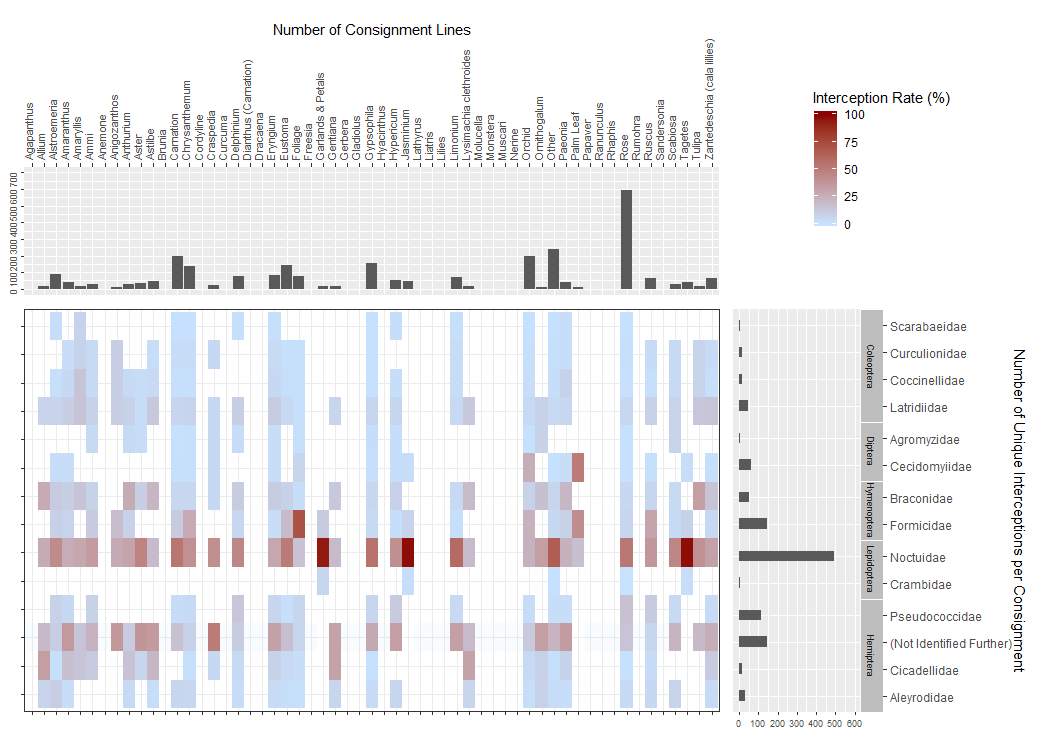 Number of Consignment Lines
Agapanthus
Allium
Alstroemeria
Amaranthus
Amaryllis
Ammi
Anemone
Anigozanthos
Anthurium
Aster
Astilbe
Brunia
Carnation
Chrysanthemum
Cordyline
Craspedia
Curcuma
Delphinium
Dianthus (Carnation)
Dracaena
Eryngium
Eustoma
Foliage
Freesia
Garlands & Petals
Gentiana
Gerbera
Gladiolus
Gypsophila
Hyacinthus
Hypericum
Jasminium
Lathyrus
Liatris
Lilies
Limonium
Lysimachia clethroides
Molucella
Monstera
Muscari
Nerine
Orchid
Ornithogalum
Other
Paeonia
Palm Leaf
Papaver
Ranunculus
Rhaphis
Rose
Rumohra
Ruscus
Sandersonia
Scabiosa
Tagetes
Tulipa
Zantedeschia (cala lillies)
Interception Rate (%)
100
75
50
25
0
0 100 200 300 400 500 600 700
Coleoptera
Diptera
Hymenoptera
Lepidoptera
Hemiptera
Scarabaeidae
Curculionidae
Coccinellidae
Latridiidae
Agromyzidae
Cecidomyiidae
Braconidae
Formicidae
Noctuidae
Crambidae
Pseudococcidae
(Not Identified Further)
Cicadellidae
Aleyrodidae
0 100 200 300 400 500 600
Number of Unique Interceptions per Consignment